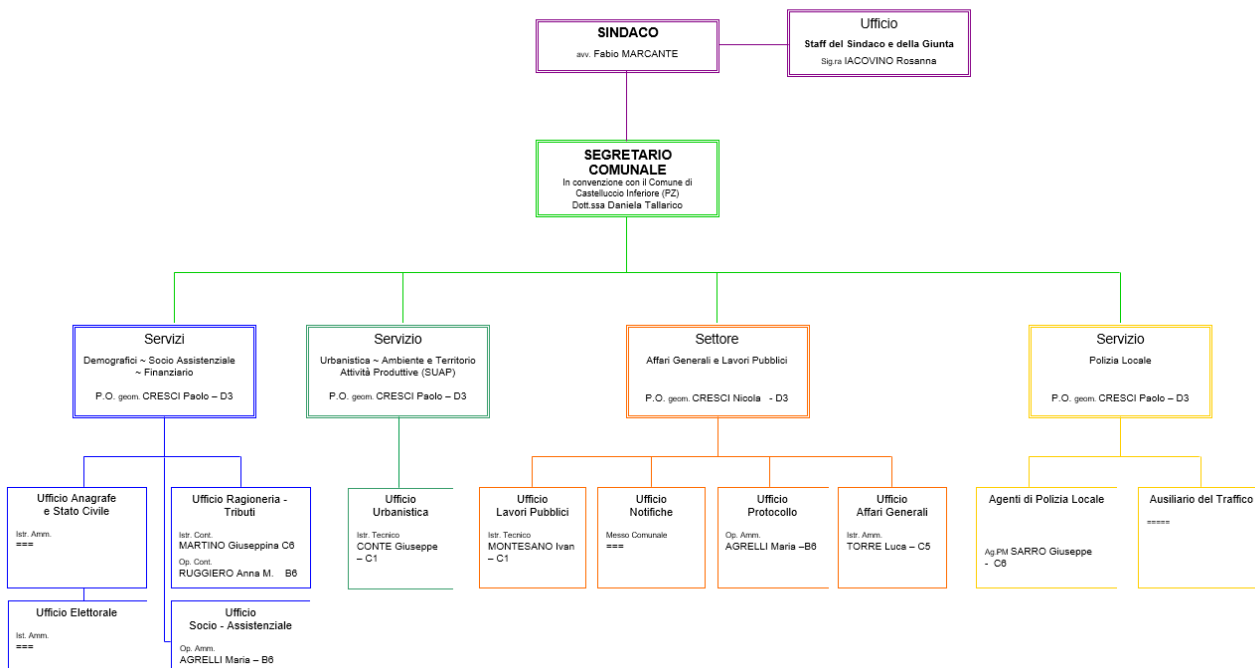 SINDACO
avv. Fabio MARCANTE
Ufficio
Staff del Sindaco e della Giunta
Sig.ra IACOVINO Rosanna
SEGRETARIO
COMUNALE
In convenzione con il Comune di
Castelluccio Inferiore (PZ)
Dott.ssa Daniela Tallarico
Servizi
Demografici ~ Socio Assistenziale
~ Finanziario
P.O. geom. CRESCI Paolo – D3
Servizio
Urbanistica ~ Ambiente e Territorio
Attività Produttive (SUAP)
P.O. geom. CRESCI Paolo – D3
Settore
Affari Generali e Lavori Pubblici
P.O. geom. CRESCI Nicola - D3
Servizio
Polizia Locale
P.O. geom. CRESCI Paolo – D3
Ufficio Anagrafe
e Stato Civile
Istr. Amm.
===
Ufficio Ragioneria -
Tributi
Istr. Cont.
MARTINO Giuseppina C6
Op. Cont.
RUGGIERO Anna M. B6
Ufficio
Urbanistica
Istr. Tecnico
CONTE Giuseppe
– C1
Ufficio
Lavori Pubblici
Istr. Tecnico
MONTESANO Ivan
– C1
Ufficio
Notifiche
Messo Comunale
===
Ufficio
Protocollo
Op. Amm.
AGRELLI Maria –B6
Ufficio
Affari Generali
Istr. Amm.
TORRE Luca – C5
Agenti di Polizia Locale
Ag.PM SARRO Giuseppe
- C6
Ausiliario del Traffico
=====
Ufficio Elettorale
Ist. Amm.
===
Ufficio
Socio - Assistenziale
Op. Amm.
AGRELLI Maria – B6